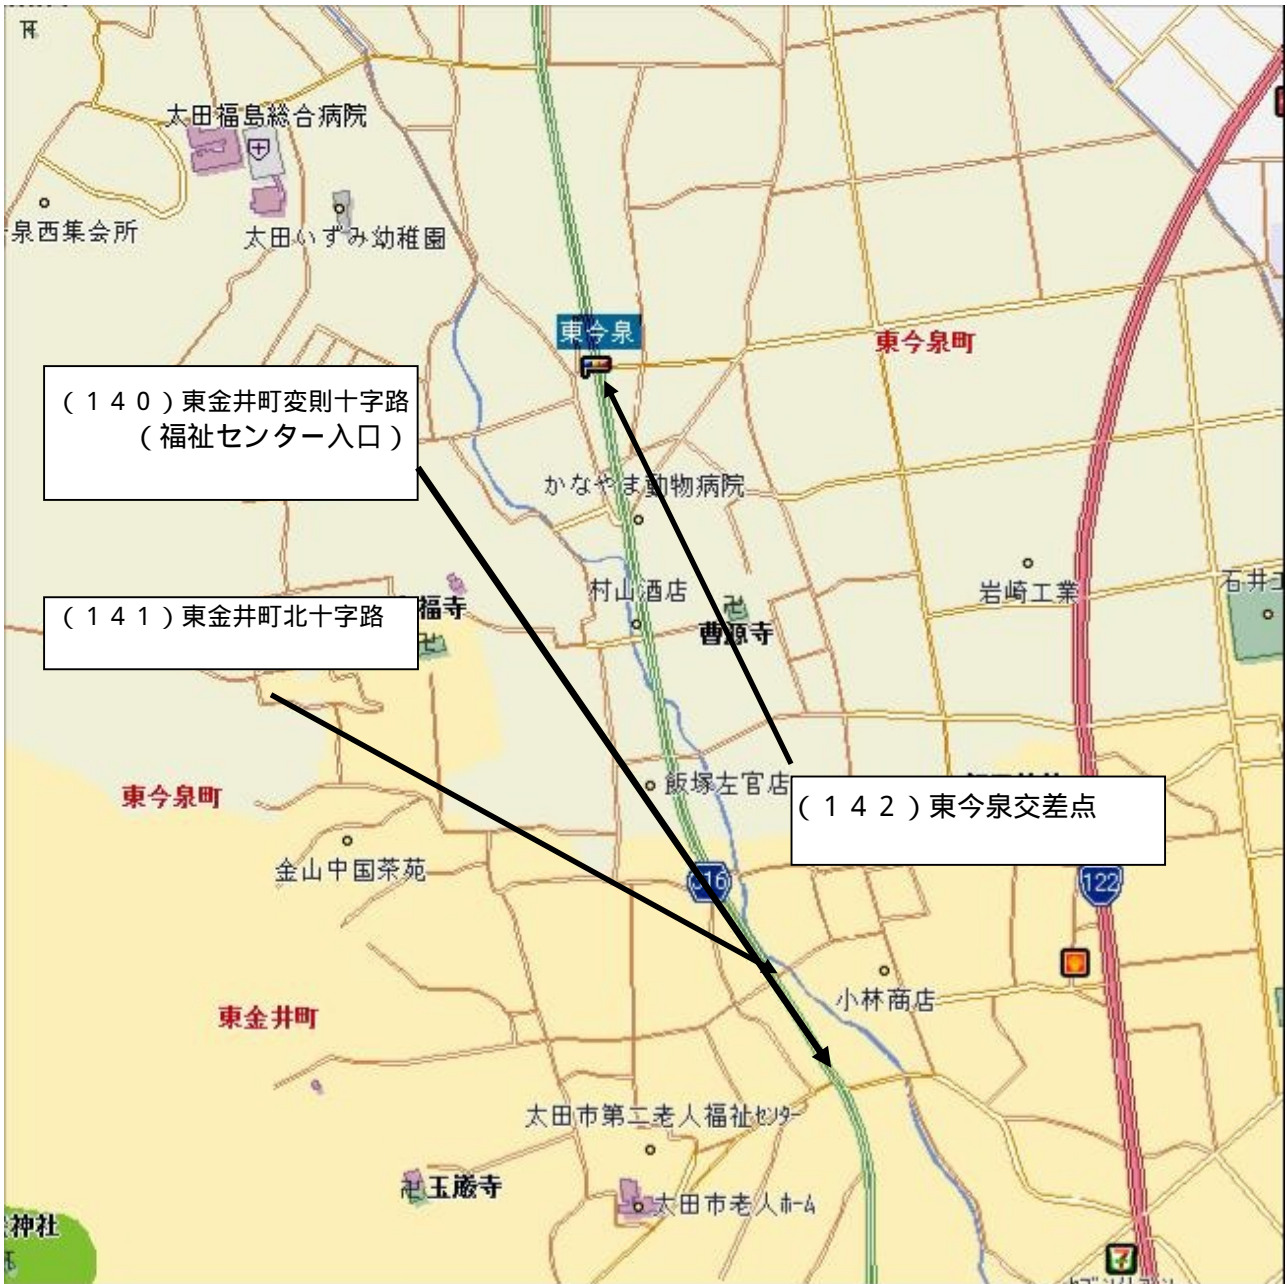 太田福島総合病院
泉西集会所
太田いずみ幼稚園
東今泉
東今泉町
(140)東金井町変則十字路
(福祉センター入口)
かなやま動物病院
岩崎工業
石井
村山酒店
福寺
曹源寺
(141)東金井町北十字路
飯塚左官店
東今泉町
(142)東今泉交差点
金山中国茶苑
316
122
小林商店
東金井町
太田市第二老人福祉センター
玉巌寺
太田市老人ホーム
神社
7